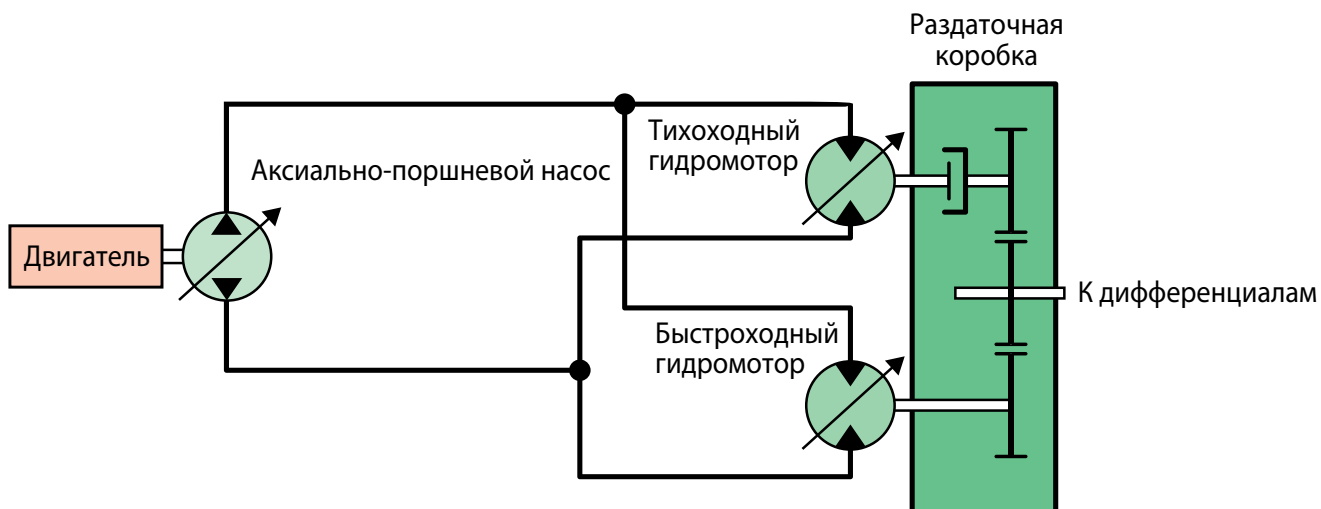 Раздаточная
коробка
Тихоходный
гидромотор
Аксиально-поршневой насос
Двигатель
К дифференциалам
Быстроходный
гидромотор